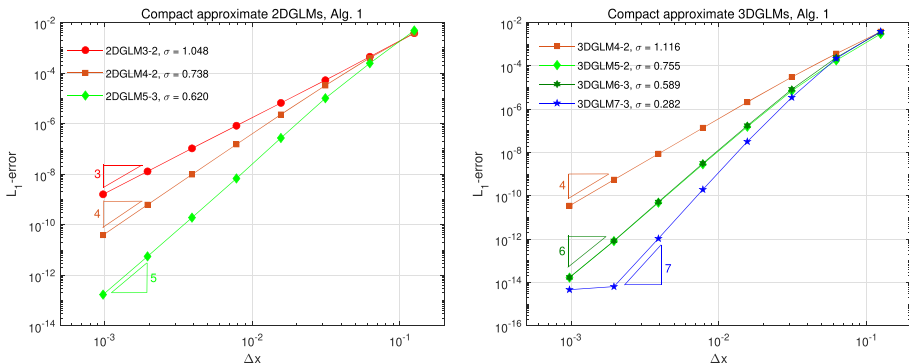 Compact approximate 2DGLMs, Alg. 1
2DGLM3-2, σ = 1.048
2DGLM4-2, σ = 0.738
2DGLM5-3, σ = 0.620
3
4
5
L₁-error
10⁻²
10⁻⁴
10⁻⁶
10⁻⁸
10⁻¹⁰
10⁻¹²
10⁻¹⁴
10⁻³
10⁻²
10⁻¹
Δx
Compact approximate 3DGLMs, Alg. 1
3DGLM4-2, σ = 1.116
3DGLM5-2, σ = 0.755
3DGLM6-3, σ = 0.589
3DGLM7-3, σ = 0.282
4
6
7
L₁-error
10⁻²
10⁻⁴
10⁻⁶
10⁻⁸
10⁻¹⁰
10⁻¹²
10⁻¹⁴
10⁻¹⁶
10⁻³
10⁻²
10⁻¹
Δx